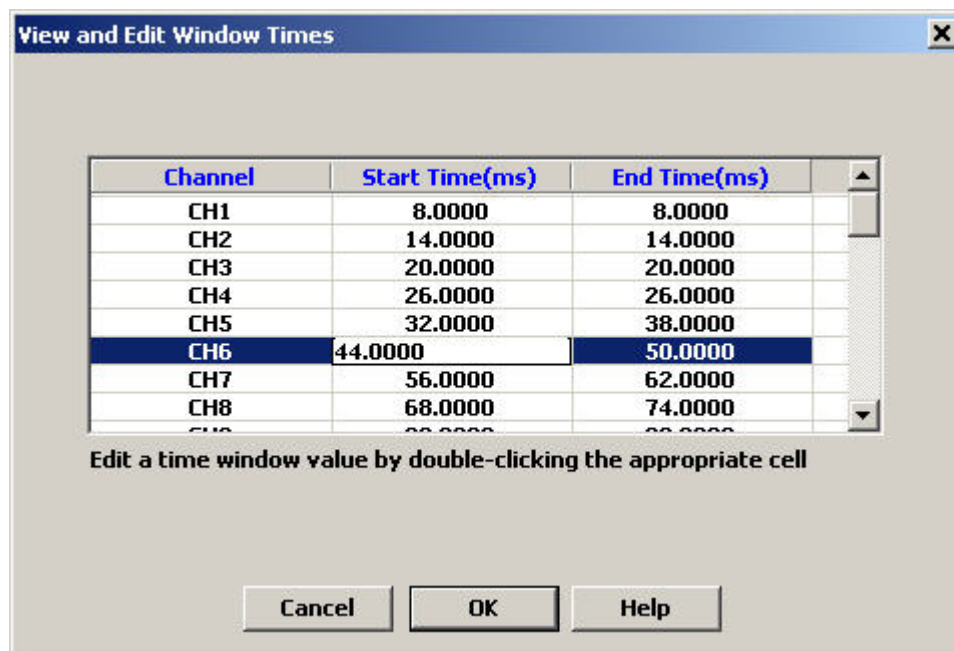 View and Edit Window Times
Channel Start Time(ms) End Time(ms)
CH1 8.0000 8.0000
CH2 14.0000 14.0000
CH3 20.0000 20.0000
CH4 26.0000 26.0000
CH5 32.0000 38.0000
CH6 44.0000 50.0000
CH7 56.0000 62.0000
CH8 68.0000 74.0000
Edit a time window value by double-clicking the appropriate cell
Cancel OK Help